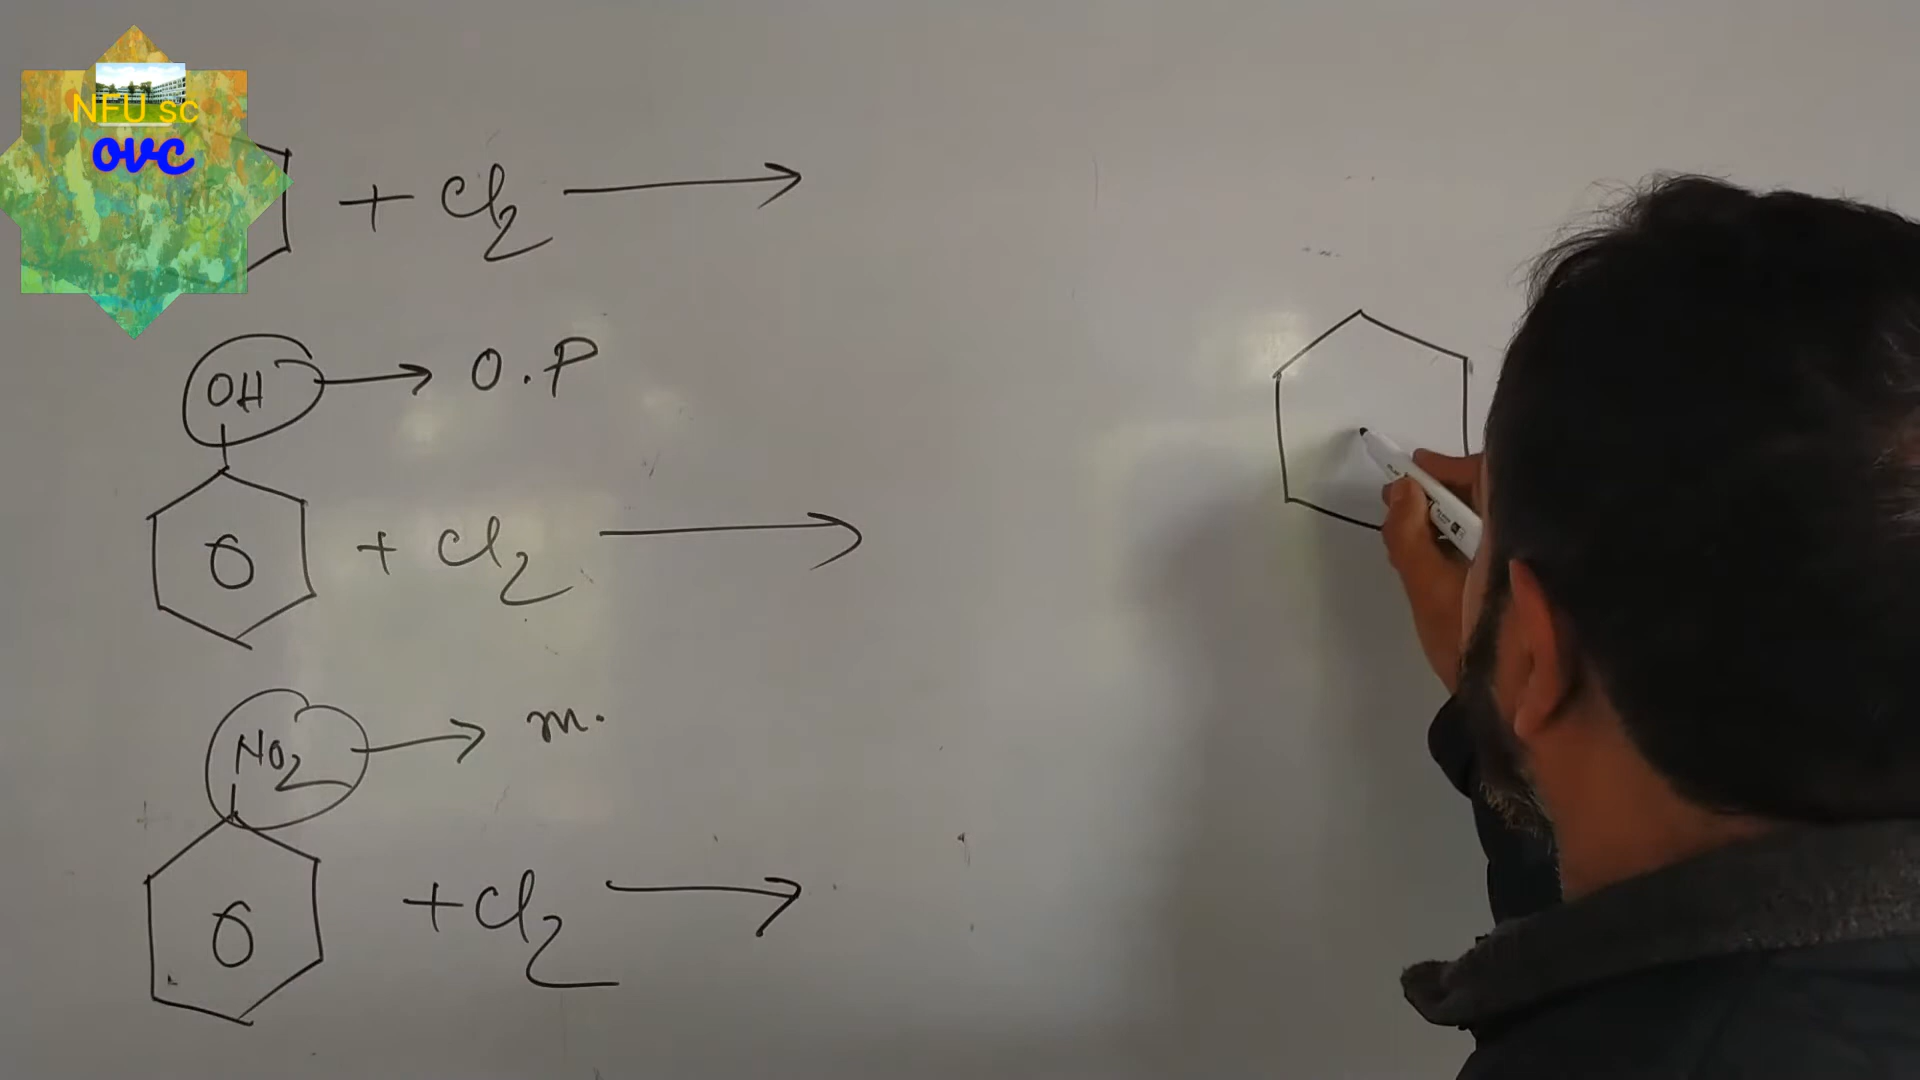 NFU SC
ovc
+ Cl2
OH → O.P
+ Cl2
NO2 → m.
+ Cl2